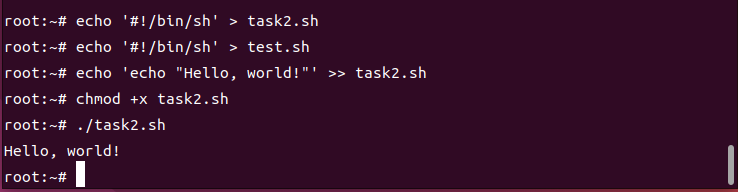 root:~# echo '#!/bin/sh' > task2.sh
root:~# echo '#!/bin/sh' > test.sh
root:~# echo 'echo "Hello, world!"' >> task2.sh
root:~# chmod +x task2.sh
root:~# ./task2.sh
Hello, world!
root:~#